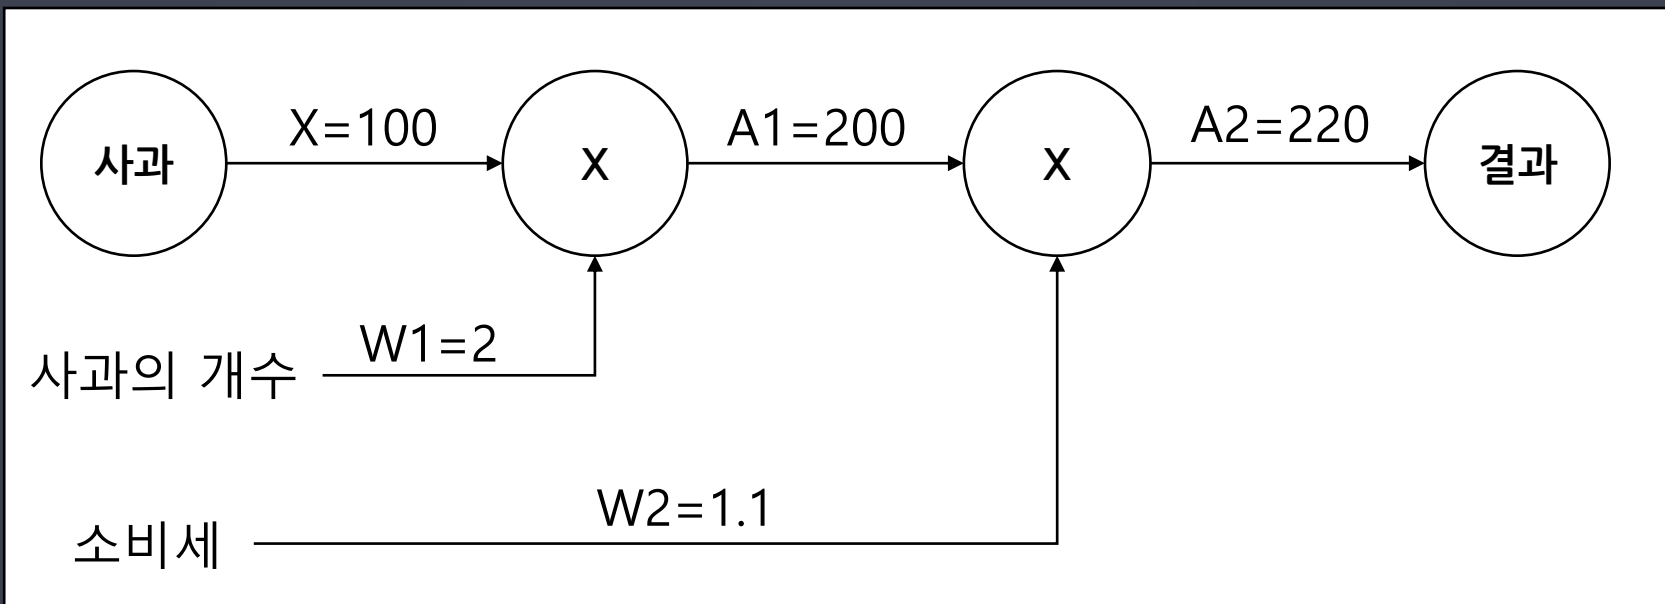 사과
X=100
x
A1=200
x
A2=220
결과
사과의 개수
W1=2
소비세
W2=1.1